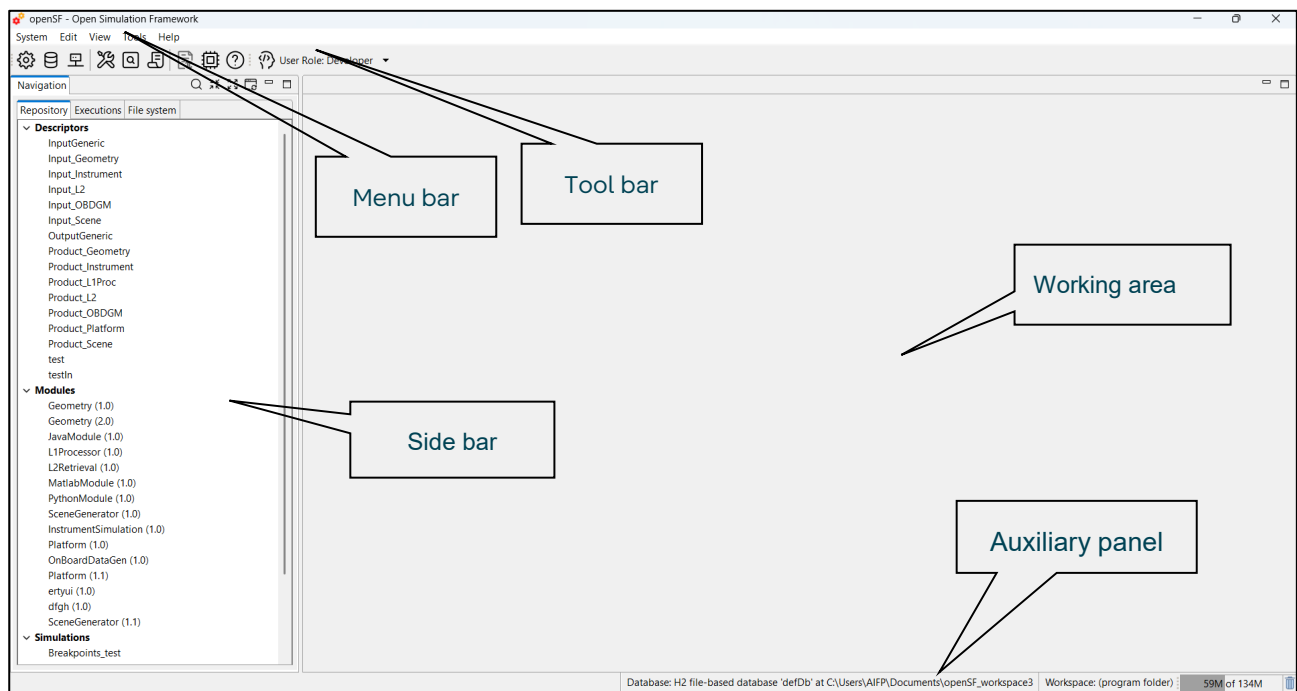 openSF - Open Simulation Framework
System Edit View Tools Help
User Role: Developer
Navigation
Repository Executions File system
Descriptors
InputGeneric
Input_Geometry
Input_Instrument
Input_L2
Input_OBDGM
Input_Scene
OutputGeneric
Product_Geometry
Product_Instrument
Product_L1Proc
Product_L2
Product_OBDGM
Product_Platform
Product_Scene
test
testIn
Modules
Geometry (1.0)
Geometry (2.0)
JavaModule (1.0)
L1Processor (1.0)
L2Retrieval (1.0)
MatlabModule (1.0)
PythonModule (1.0)
SceneGenerator (1.0)
InstrumentSimulation (1.0)
Platform (1.0)
OnBoardDataGen (1.0)
Platform (1.1)
ertyui (1.0)
dfgh (1.0)
SceneGenerator (1.1)
Simulations
Breakpoints_test
Menu bar
Tool bar
Working area
Side bar
Auxiliary panel
Database: H2 file-based database 'defDb' at C:\Users\AIFP\Documents\openSF_workspace3 Workspace: (program folder) 59M of 134M